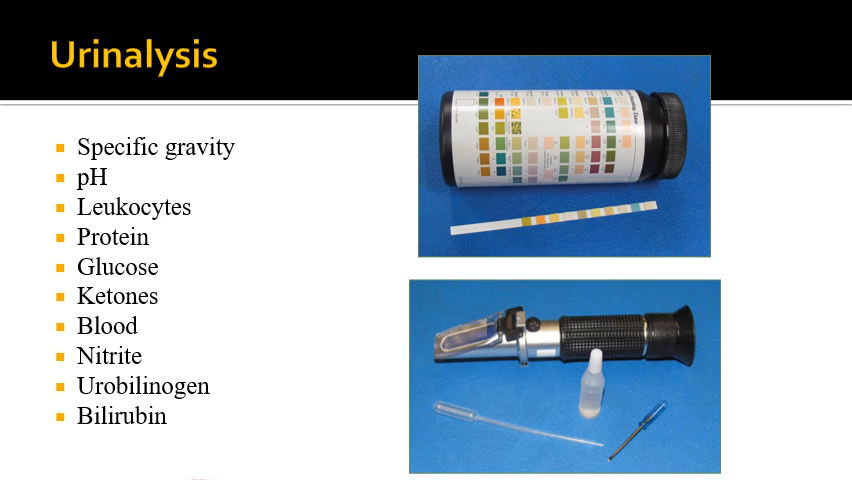 Urinalysis
Specific gravity
pH
Leukocytes
Protein
Glucose
Ketones
Blood
Nitrite
Urobilinogen
Bilirubin